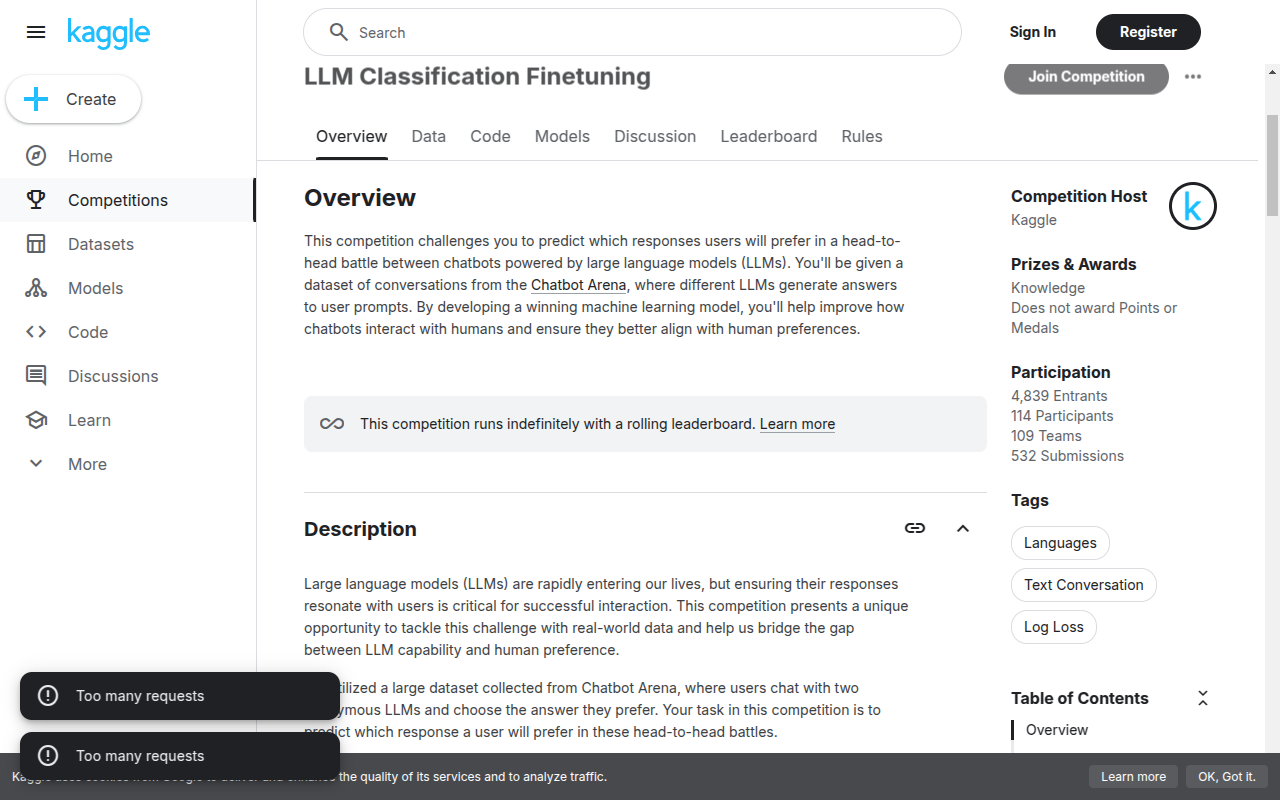 kaggle
Search
Sign In
Register
Create
Home
Competitions
Datasets
Models
Code
Discussions
Learn
More
LLM Classification Finetuning
Join Competition
Overview
Data
Code
Models
Discussion
Leaderboard
Rules
Overview
This competition challenges you to predict which responses users will prefer in a head-to-
head battle between chatbots powered by large language models (LLMs). You'll be given a
dataset of conversations from the Chatbot Arena, where different LLMs generate answers
to user prompts. By developing a winning machine learning model, you'll help improve how
chatbots interact with humans and ensure they better align with human preferences.
This competition runs indefinitely with a rolling leaderboard. Learn more
Description
Large language models (LLMs) are rapidly entering our lives, but ensuring their responses
resonate with users is critical for successful interaction. This competition presents a unique
opportunity to tackle this challenge with real-world data and help us bridge the gap
between LLM capability and human preference.
utilized a large dataset collected from Chatbot Arena, where users chat with two
LLMs and choose the answer they prefer. Your task in this competition is to
predict which response a user will prefer in these head-to-head battles.
Competition Host
Kaggle
k
Prizes & Awards
Knowledge
Does not award Points or
Medals
Participation
4,839 Entrants
114 Participants
109 Teams
532 Submissions
Tags
Languages
Text Conversation
Log Loss
Table of Contents
Overview
Too many requests
Too many requests
the quality of its services and to analyze traffic.
Learn more
OK, Got it.